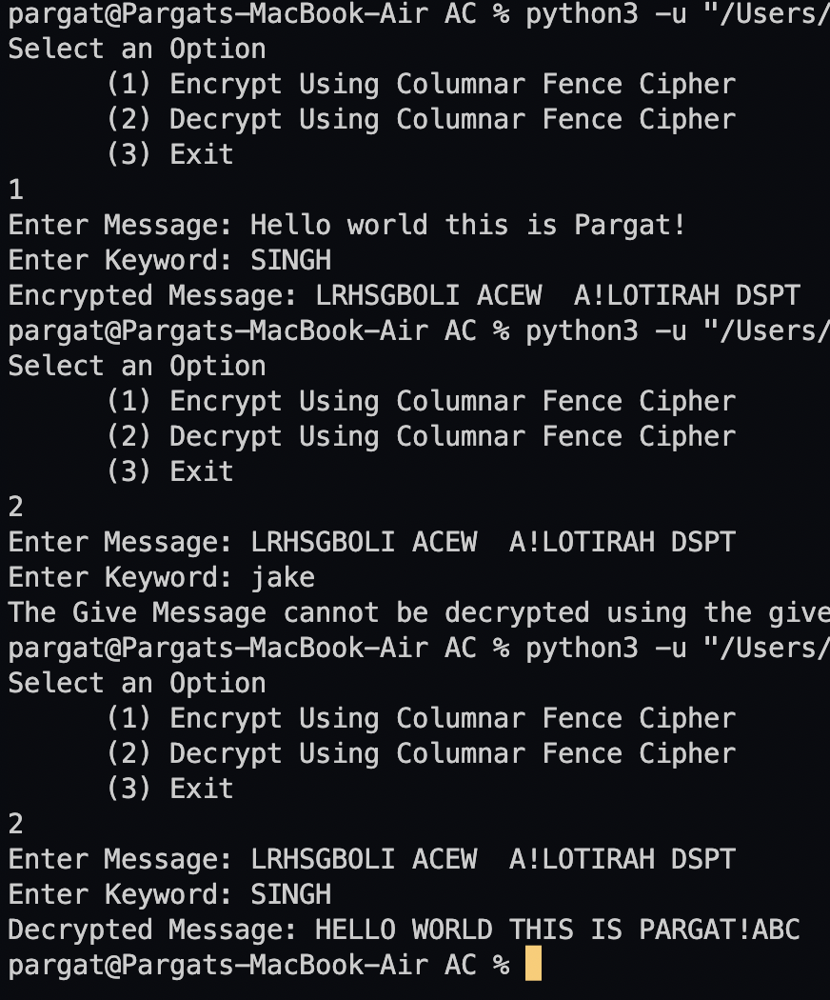 pargat@Pargats-MacBook-Air AC % python3 -u "/Users/
Select an Option
      (1) Encrypt Using Columnar Fence Cipher
      (2) Decrypt Using Columnar Fence Cipher
      (3) Exit
1
Enter Message: Hello world this is Pargat!
Enter Keyword: SINGH
Encrypted Message: LRHSGBOLI ACEW  A!LOTIRAH DSPT
pargat@Pargats-MacBook-Air AC % python3 -u "/Users/
Select an Option
      (1) Encrypt Using Columnar Fence Cipher
      (2) Decrypt Using Columnar Fence Cipher
      (3) Exit
2
Enter Message: LRHSGBOLI ACEW  A!LOTIRAH DSPT
Enter Keyword: jake
The Give Message cannot be decrypted using the give
pargat@Pargats-MacBook-Air AC % python3 -u "/Users/
Select an Option
      (1) Encrypt Using Columnar Fence Cipher
      (2) Decrypt Using Columnar Fence Cipher
      (3) Exit
2
Enter Message: LRHSGBOLI ACEW  A!LOTIRAH DSPT
Enter Keyword: SINGH
Decrypted Message: HELLO WORLD THIS IS PARGAT!ABC
pargat@Pargats-MacBook-Air AC %